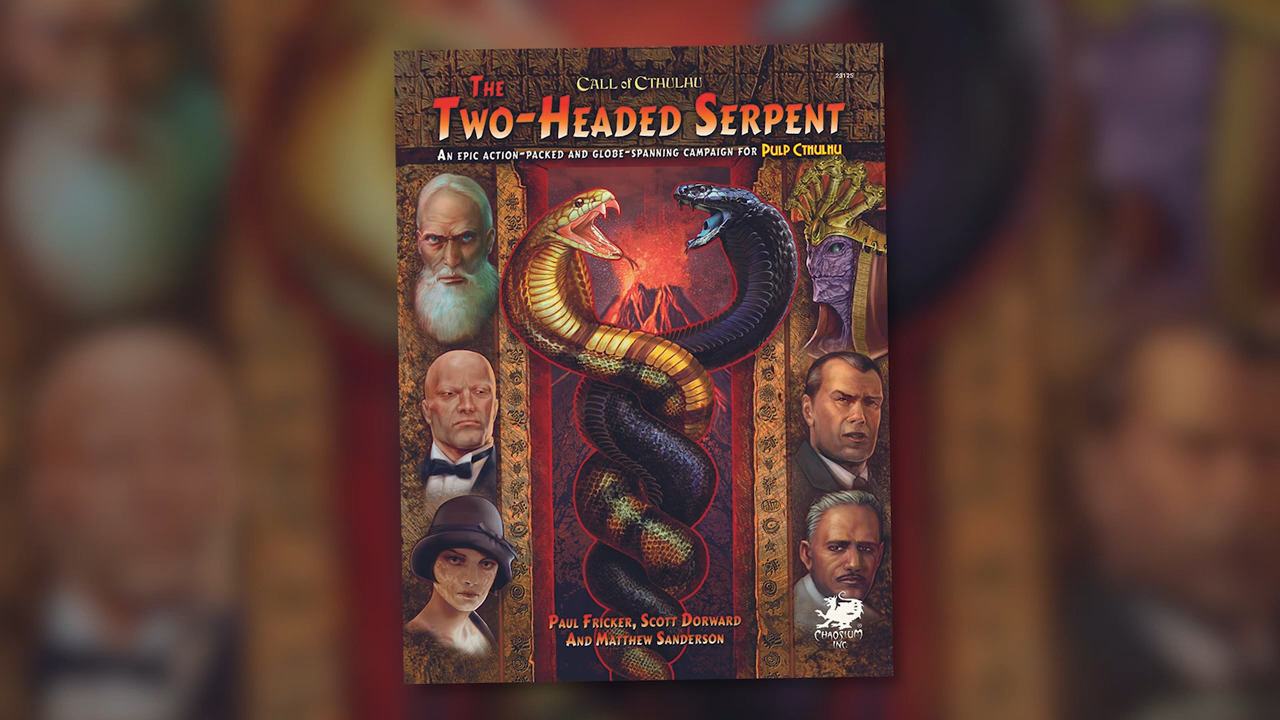 23125
CALL of CTHULHU
THE
TWO-HEADED SERPENT
AN EPIC ACTION-PACKED AND GLOBE-SPANNING CAMPAIGN FOR PULP CTHULHU
PAUL FRICKER, SCOTT DORWARD
AND MATTHEW SANDERSON
CHAOSIUM
INC
®